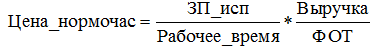 Цена_нормочас = ЗП_исп / Рабочее_время * Выручка / ФОТ